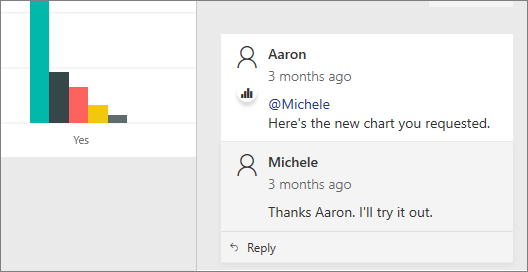 Yes
Aaron
3 months ago
@Michele
Here's the new chart you requested.
Michele
3 months ago
Thanks Aaron. I'll try it out.
Reply